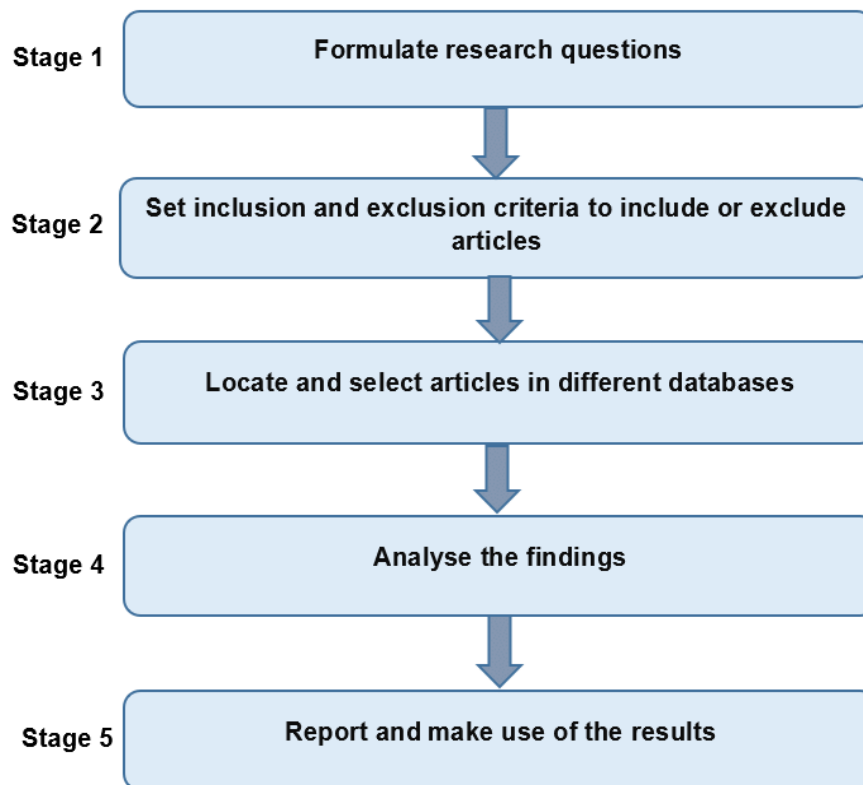 Stage 1
Formulate research questions
Stage 2
Set inclusion and exclusion criteria to include or exclude
articles
Stage 3
Locate and select articles in different databases
Stage 4
Analyse the findings
Stage 5
Report and make use of the results